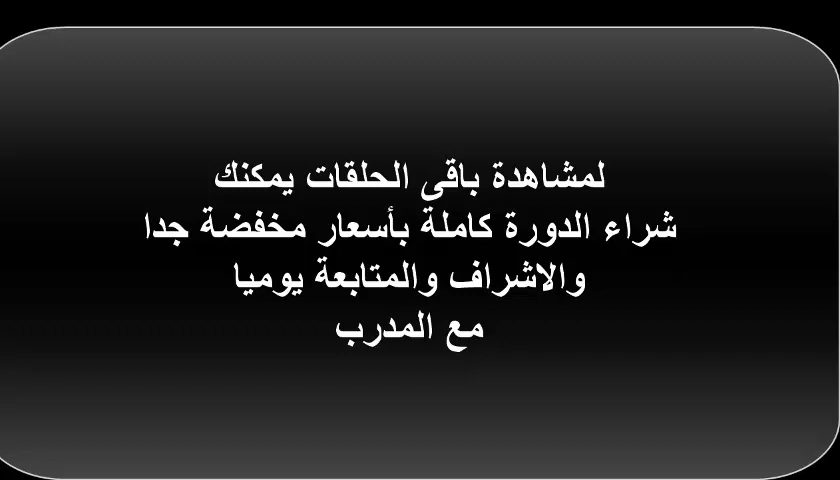 لمشاهدة باقى الحلقات يمكنك
شراء الدورة كاملة بأسعار مخفضة جدا
والاشراف والمتابعة يوميا
مع المدرب